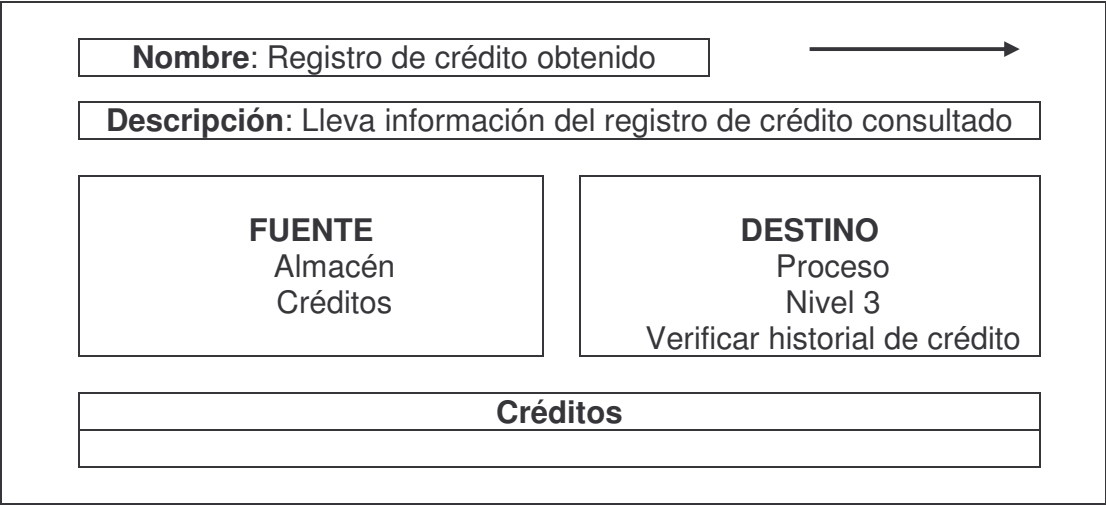 Nombre: Registro de crédito obtenido
Descripción: Lleva información del registro de crédito consultado
FUENTE
Almacén
Créditos
DESTINO
Proceso
Nivel 3
Verificar historial de crédito
Créditos